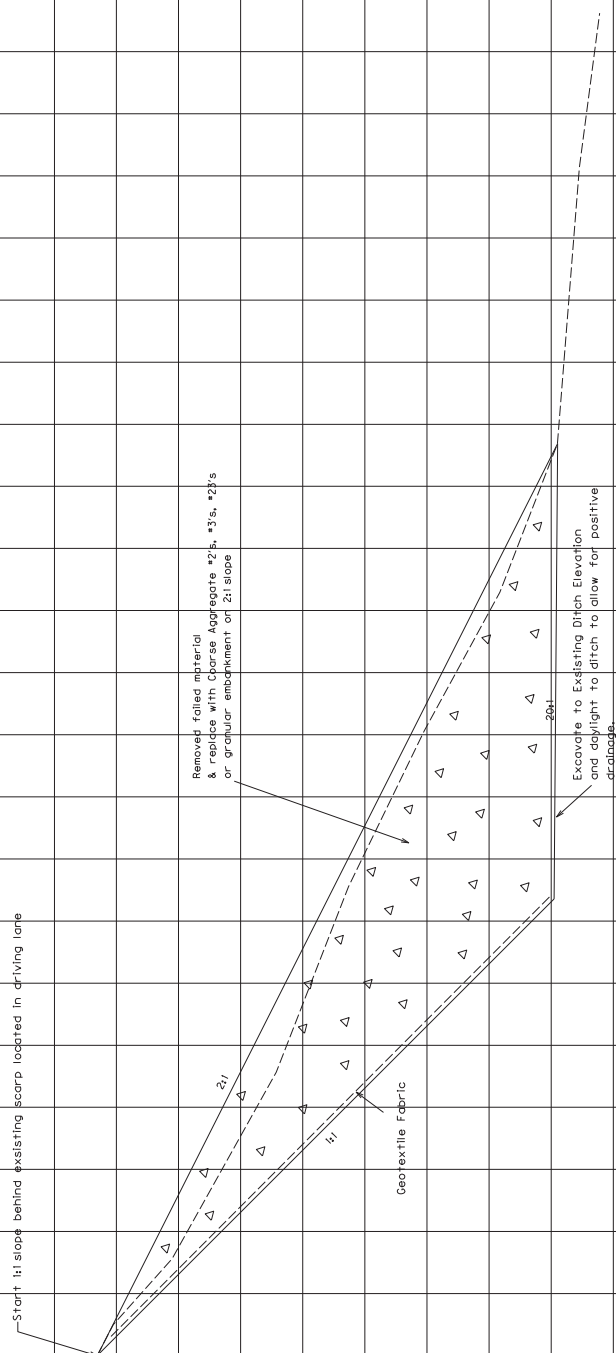 Start 1:1 slope behind exsisting scarp located in driving lane
2:1
1:1
Geotextile Fabric
Removed failed material
& replace with Coarse Aggregate #2's, #3's, #23's
or granular embankment on 2:1 slope
20:1
Excavate to Exsisting Ditch Elevation
and daylight to ditch to allow for positive
drainage.